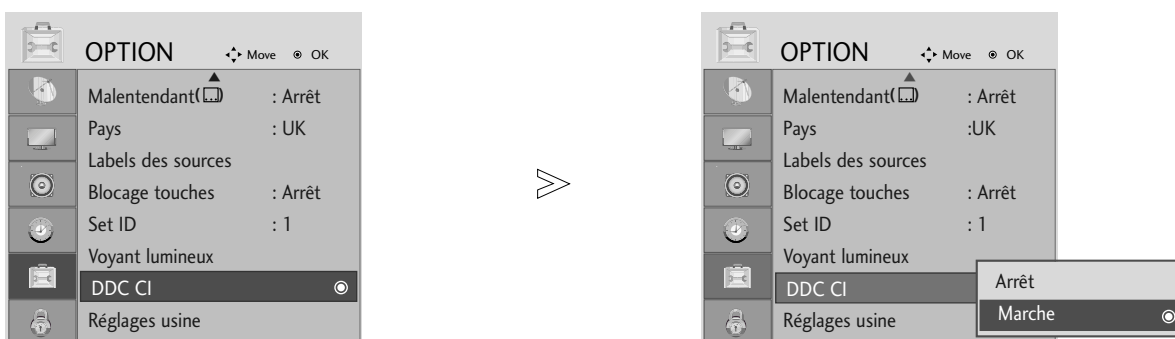 OPTION
Move OK
Malentendant( ) : Arrêt
Pays : UK
Labels des sources
Blocage touches : Arrêt
Set ID : 1
Voyant lumineux
DDC CI
Réglages usine
OPTION
Move OK
Malentendant( ) : Arrêt
Pays :UK
Labels des sources
Blocage touches : Arrêt
Set ID : 1
Voyant lumineux
DDC CI
Réglages usine
Arrêt
Marche